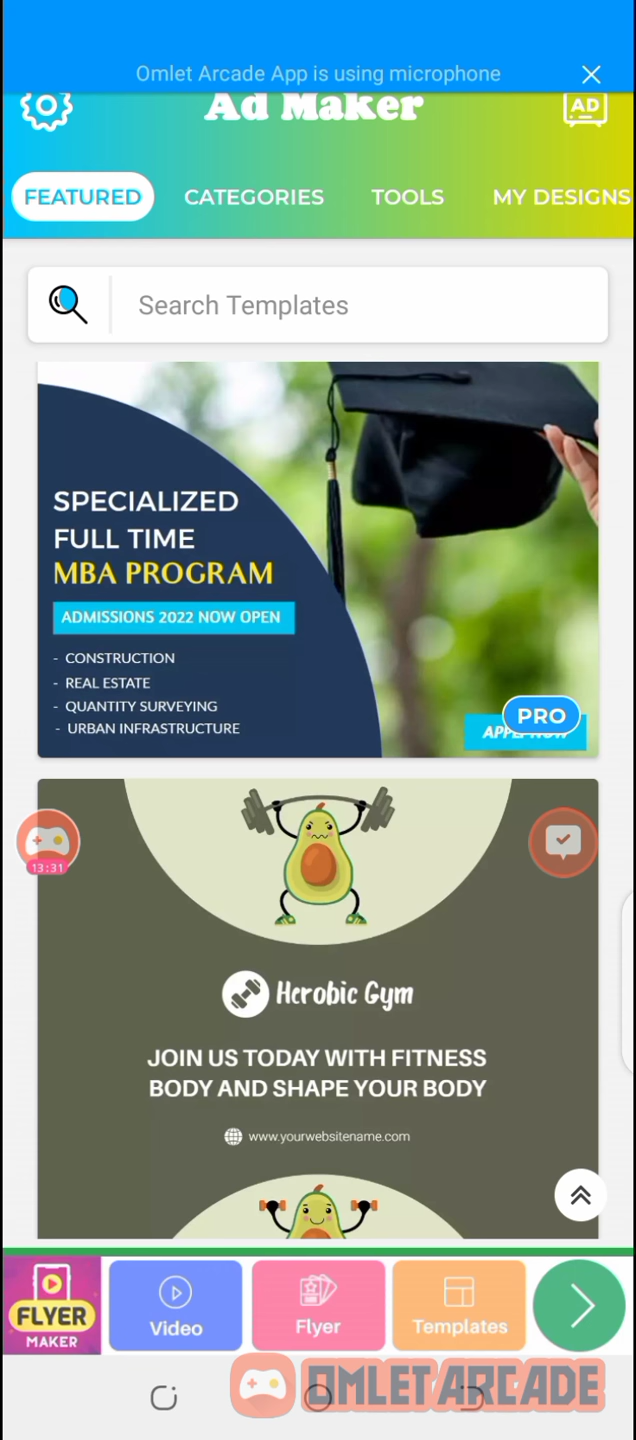 Omlet Arcade App is using microphone
Ad Maker
AD
FEATURED
CATEGORIES
TOOLS
MY DESIGNS
Search Templates
SPECIALIZED
FULL TIME
MBA PROGRAM
ADMISSIONS 2022 NOW OPEN
- CONSTRUCTION
- REAL ESTATE
- QUANTITY SURVEYING
- URBAN INFRASTRUCTURE
PRO
13:31
Herobic Gym
JOIN US TODAY WITH FITNESS
BODY AND SHAPE YOUR BODY
www.yourwebsitename.com
FLYER
MAKER
Video
Flyer
Templates
OMLET ARCADE